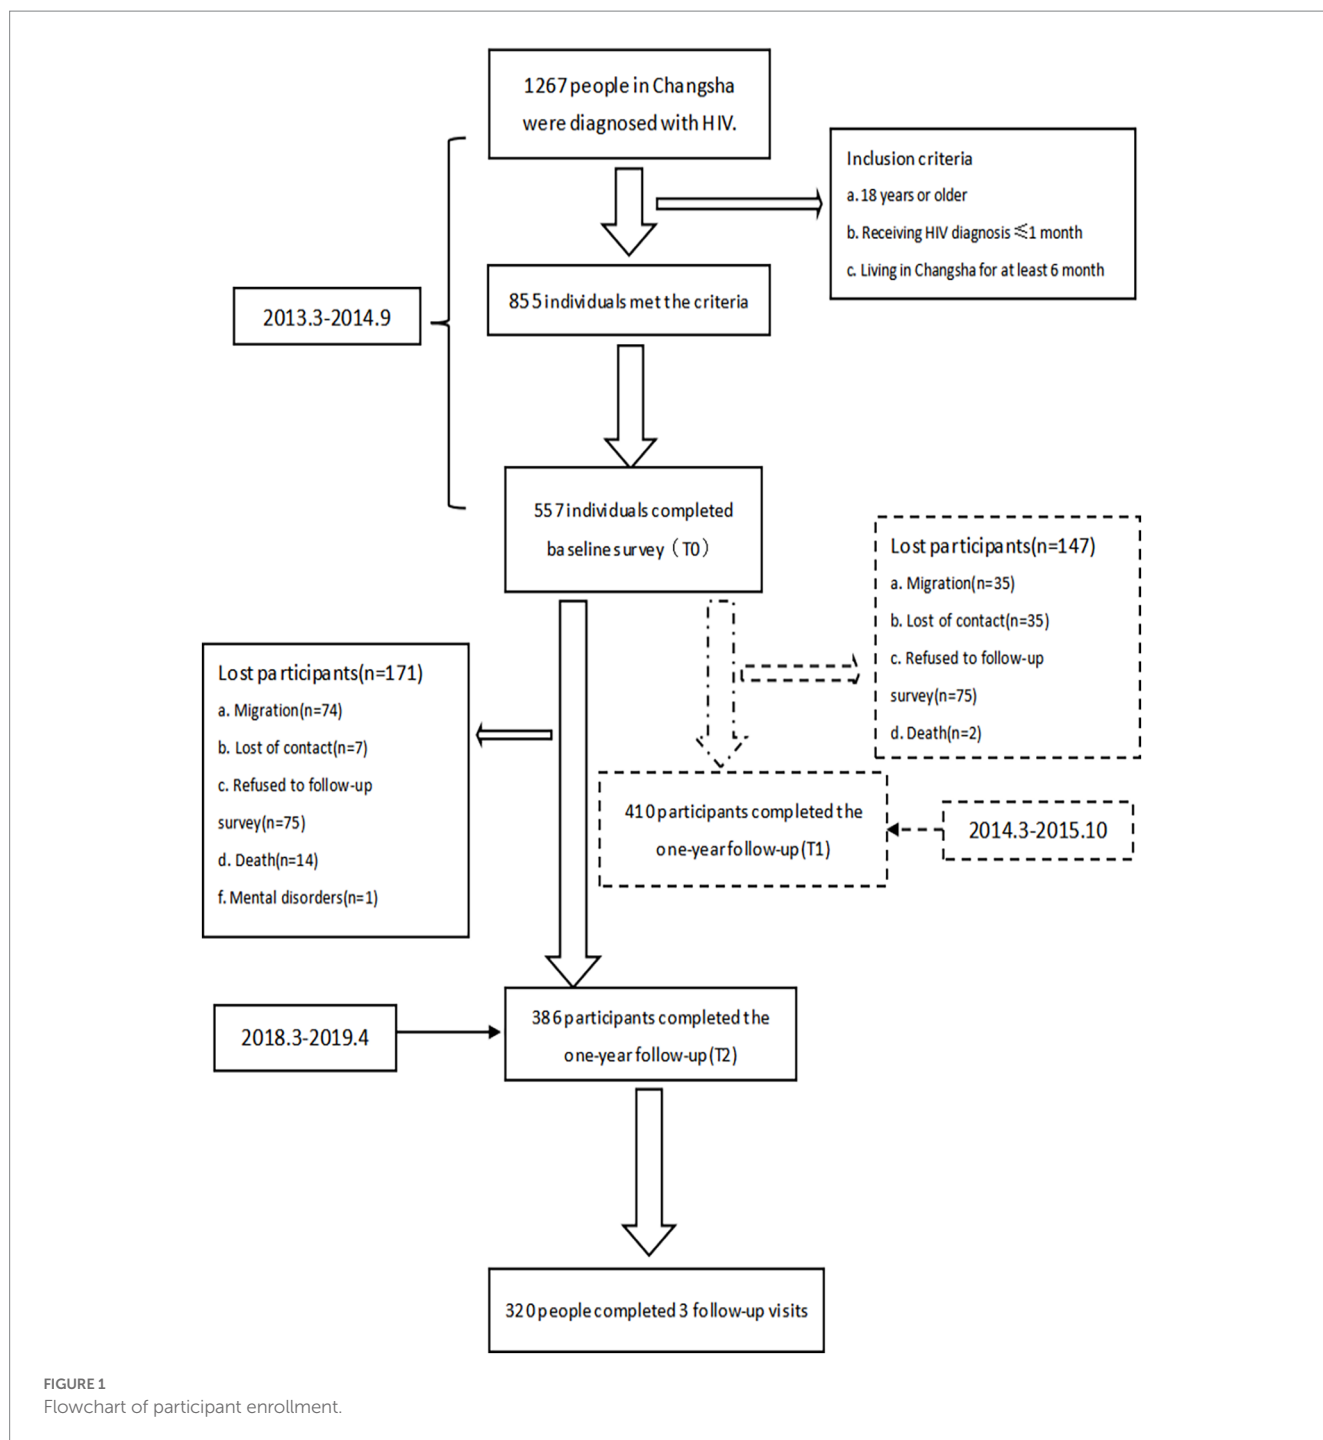 1267 people in Changsha
were diagnosed with HIV.
Inclusion criteria
a. 18 years or older
b. Receiving HIV diagnosis ≤1 month
c. Living in Changsha for at least 6 month
855 individuals met the criteria
2013.3-2014.9
557 individuals completed
baseline survey（T0）
Lost participants(n=147)
a. Migration(n=35)
b. Lost of contact(n=35)
c. Refused to follow-up
survey(n=75)
d. Death(n=2)
Lost participants(n=171)
a. Migration(n=74)
b. Lost of contact(n=7)
c. Refused to follow-up
survey(n=75)
d. Death(n=14)
f. Mental disorders(n=1)
410 participants completed the
one-year follow-up(T1)
2014.3-2015.10
2018.3-2019.4
386 participants completed the
one-year follow-up(T2)
320 people completed 3 follow-up visits
FIGURE 1
Flowchart of participant enrollment.